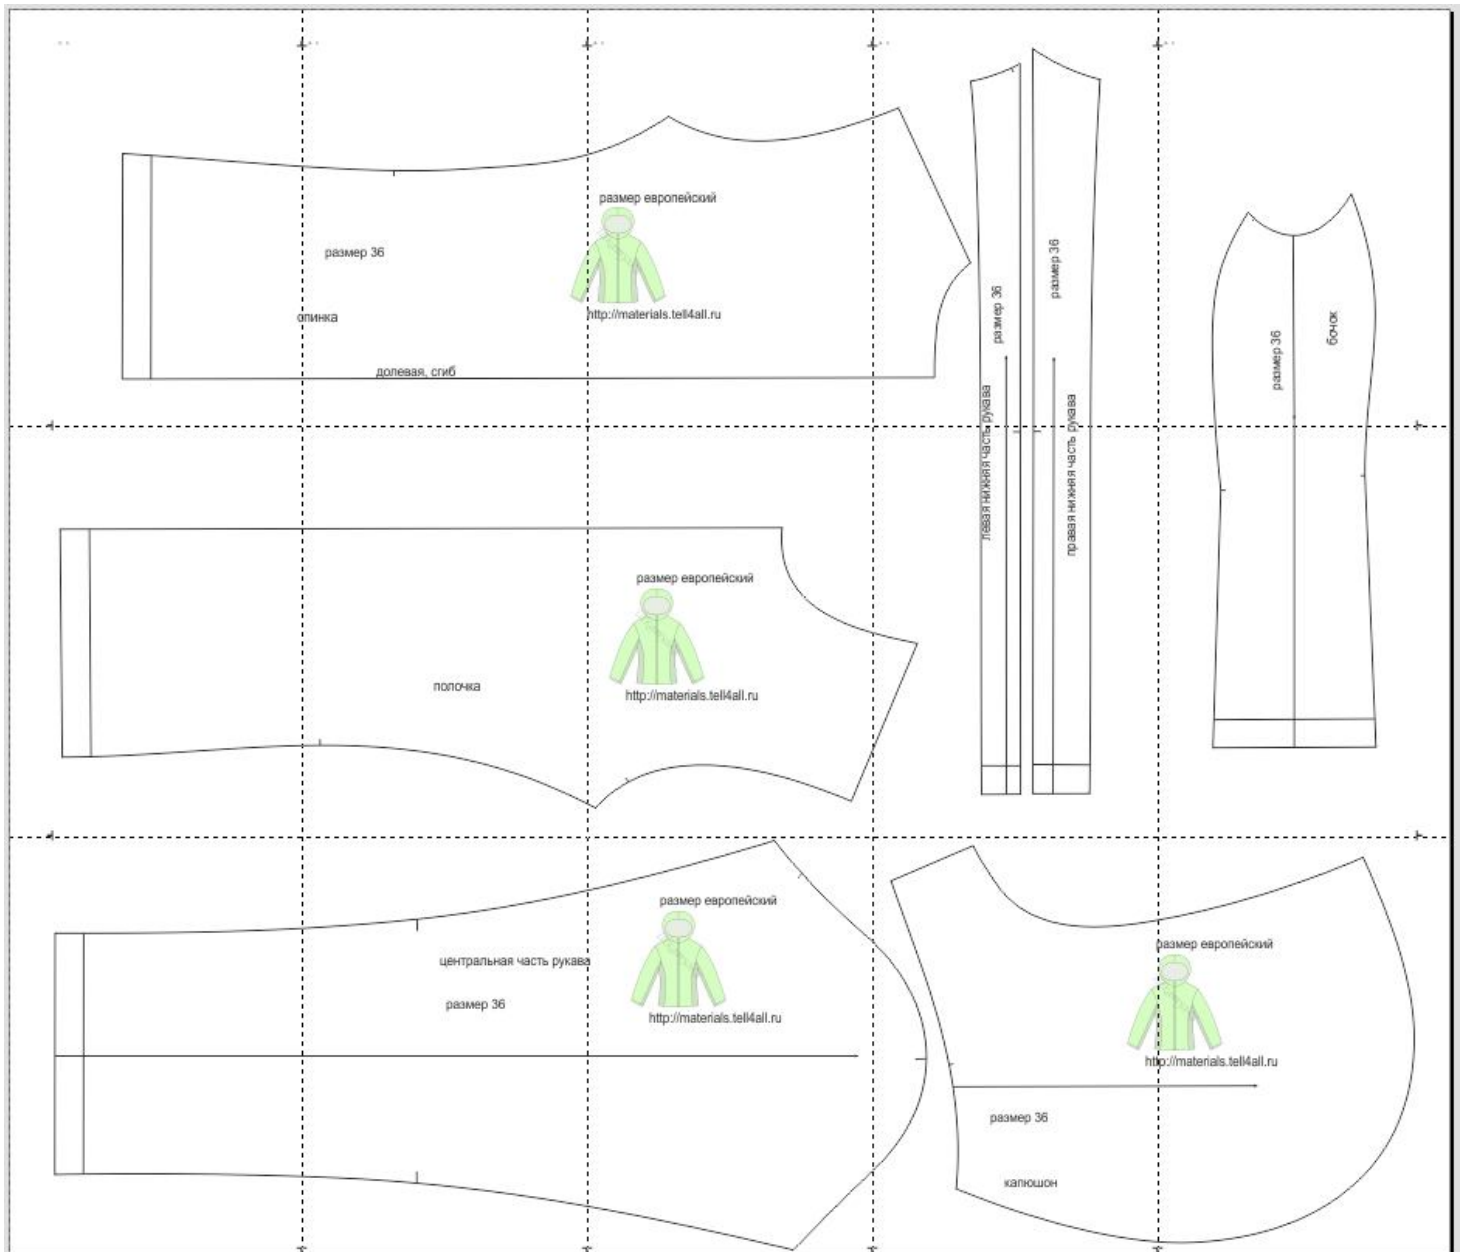 размер европейский
размер 36
http://materials.tell4all.ru
опинка
долевая, сгиб
размер 36
левая нижняя часть рукава
размер 36
правая нижняя часть рукава
размер 36
бочок
размер европейский
полочка
http://materials.tell4all.ru
размер европейский
центральная часть рукава
размер 36
http://materials.tell4all.ru
размер европейский
http://materials.tell4all.ru
размер 36
капюшон